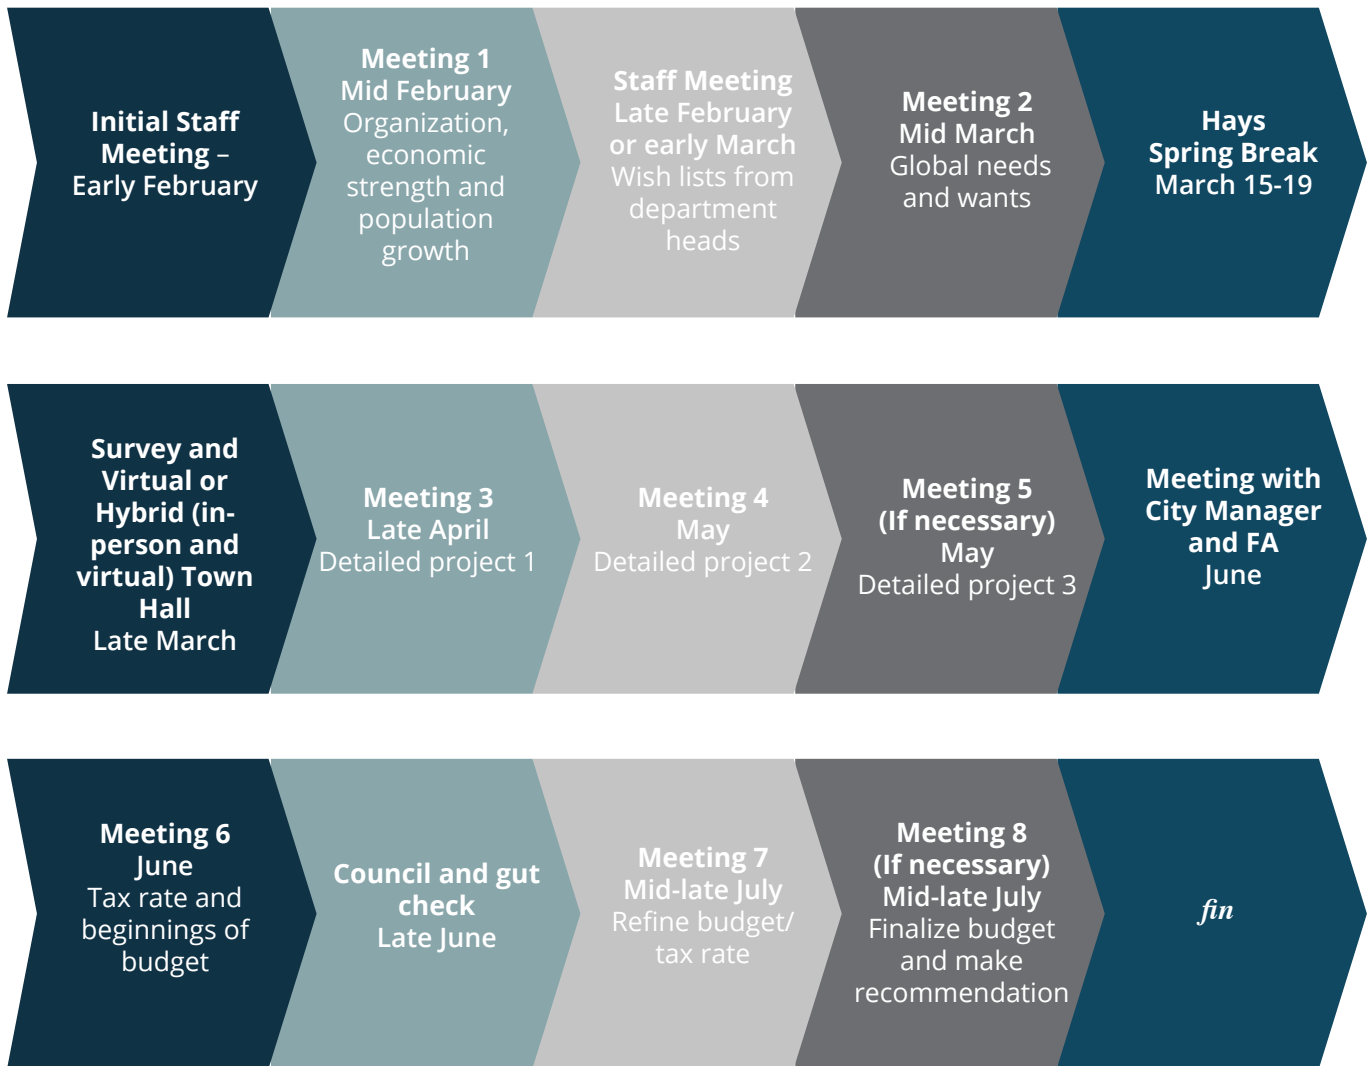 Initial Staff
Meeting –
Early February
Meeting 1
Mid February
Organization,
economic
strength and
population
growth
Staff Meeting
Late February
or early March
Wish lists from
department
heads
Meeting 2
Mid March
Global needs
and wants
Hays
Spring Break
March 15-19
Survey and
Virtual or
Hybrid (in-
person and
virtual) Town
Hall
Late March
Meeting 3
Late April
Detailed project 1
Meeting 4
May
Detailed project 2
Meeting 5
(If necessary)
May
Detailed project 3
Meeting with
City Manager
and FA
June
Meeting 6
June
Tax rate and
beginnings of
budget
Council and gut
check
Late June
Meeting 7
Mid-late July
Refine budget/
tax rate
Meeting 8
(If necessary)
Mid-late July
Finalize budget
and make
recommendation
fin